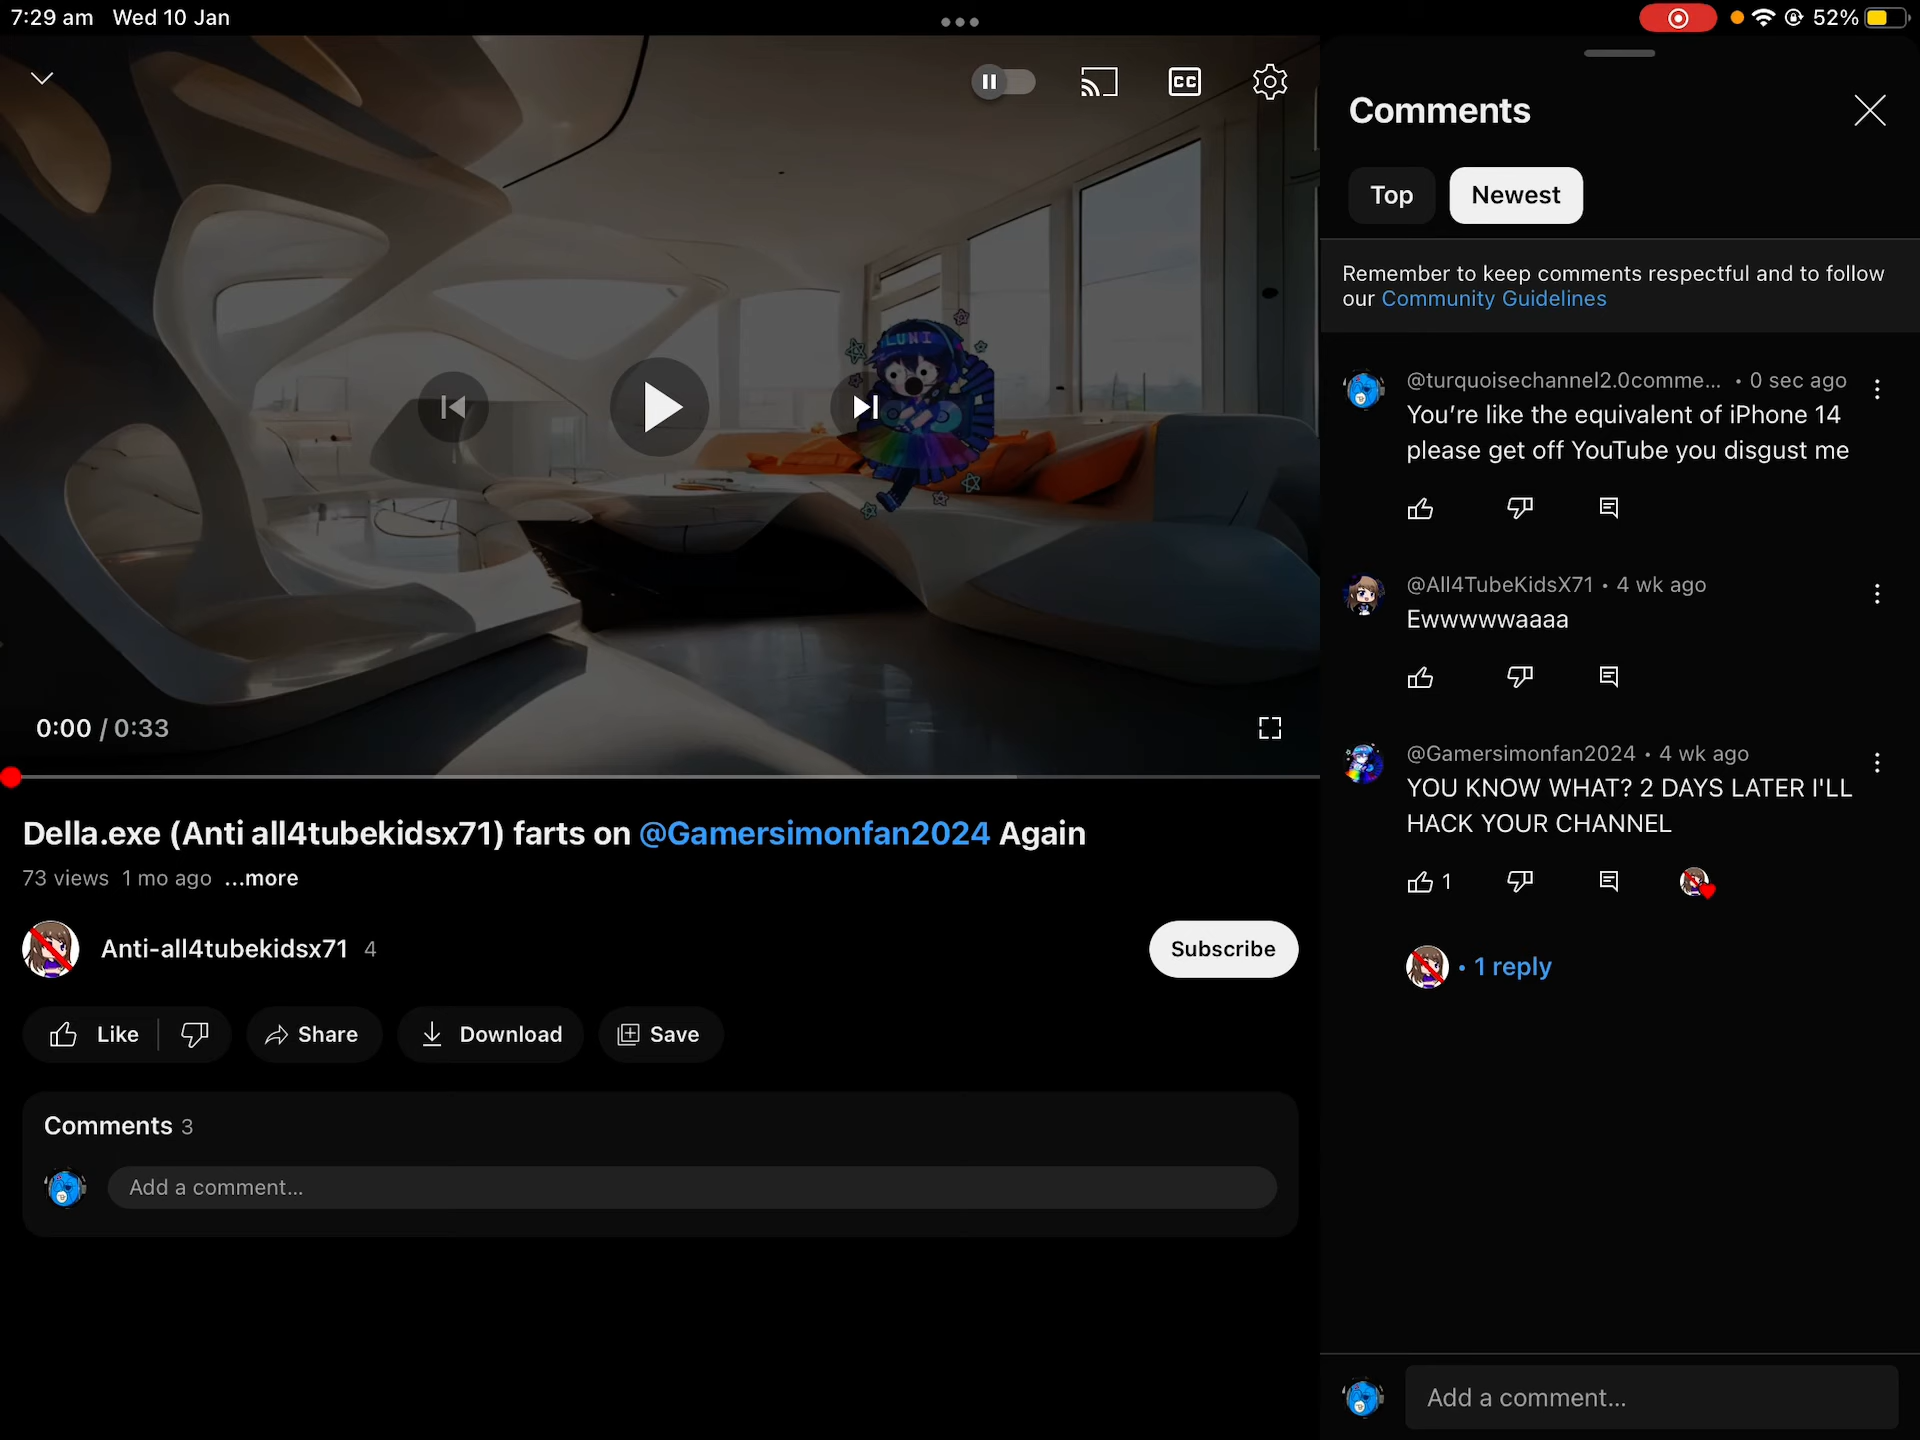 7:29 am Wed 10 Jan
52%
CC
LUNI
0:00 / 0:33
Della.exe (Anti all4tubekidsx71) farts on @Gamersimonfan2024 Again
73 views 1 mo ago ...more
Anti-all4tubekidsx71 4
Subscribe
Like
Share
Download
Save
Comments 3
Add a comment...
Comments
Top
Newest
Remember to keep comments respectful and to follow
our Community Guidelines
@turquoisechannel2.0comme... • 0 sec ago
You're like the equivalent of iPhone 14
please get off YouTube you disgust me
@All4TubeKidsX71 • 4 wk ago
Ewwwwwaaaa
@Gamersimonfan2024 • 4 wk ago
YOU KNOW WHAT? 2 DAYS LATER I'LL
HACK YOUR CHANNEL
1
• 1 reply
Add a comment...